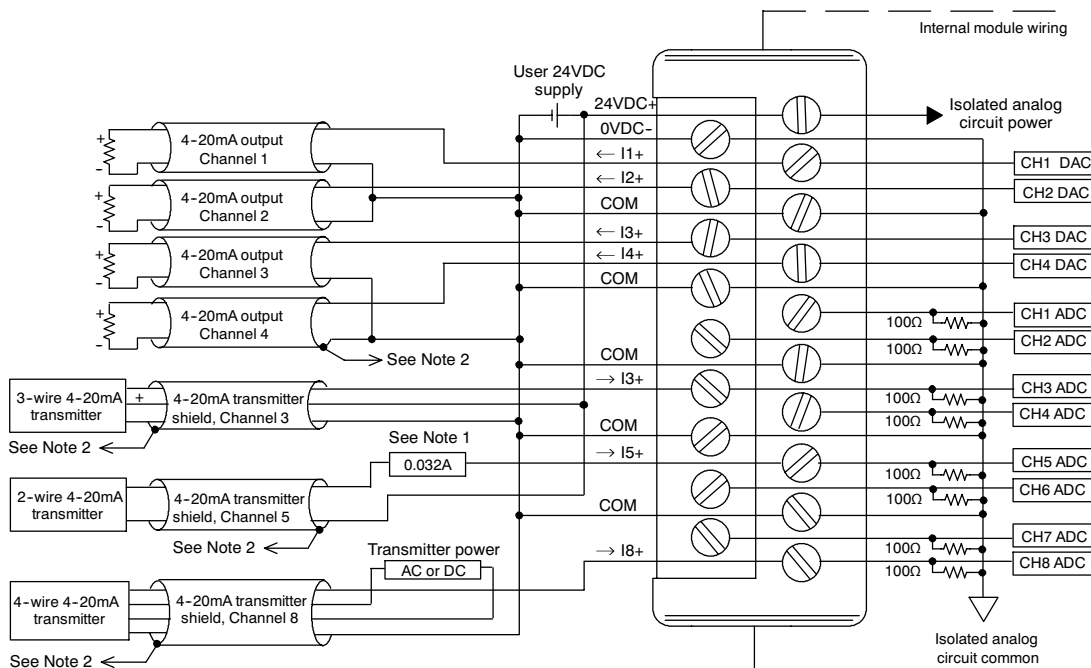 Internal module wiring
User 24VDC
supply
24VDC+
Isolated analog
circuit power
0VDC-
+
-
4-20mA output
Channel 1
← I1+
CH1 DAC
+
-
4-20mA output
Channel 2
← I2+
CH2 DAC
COM
+
-
4-20mA output
Channel 3
← I3+
CH3 DAC
← I4+
CH4 DAC
COM
+
-
4-20mA output
Channel 4
See Note 2
100Ω
CH1 ADC
100Ω
CH2 ADC
COM
3-wire 4-20mA
transmitter
+
4-20mA transmitter
shield, Channel 3
→ I3+
100Ω
CH3 ADC
100Ω
CH4 ADC
See Note 2
COM
See Note 1
0.032A
→ I5+
100Ω
CH5 ADC
2-wire 4-20mA
transmitter
4-20mA transmitter
shield, Channel 5
100Ω
CH6 ADC
COM
See Note 2
Transmitter power
AC or DC
→ I8+
100Ω
CH7 ADC
100Ω
CH8 ADC
4-wire 4-20mA
transmitter
4-20mA transmitter
shield, Channel 8
See Note 2
Isolated analog
circuit common